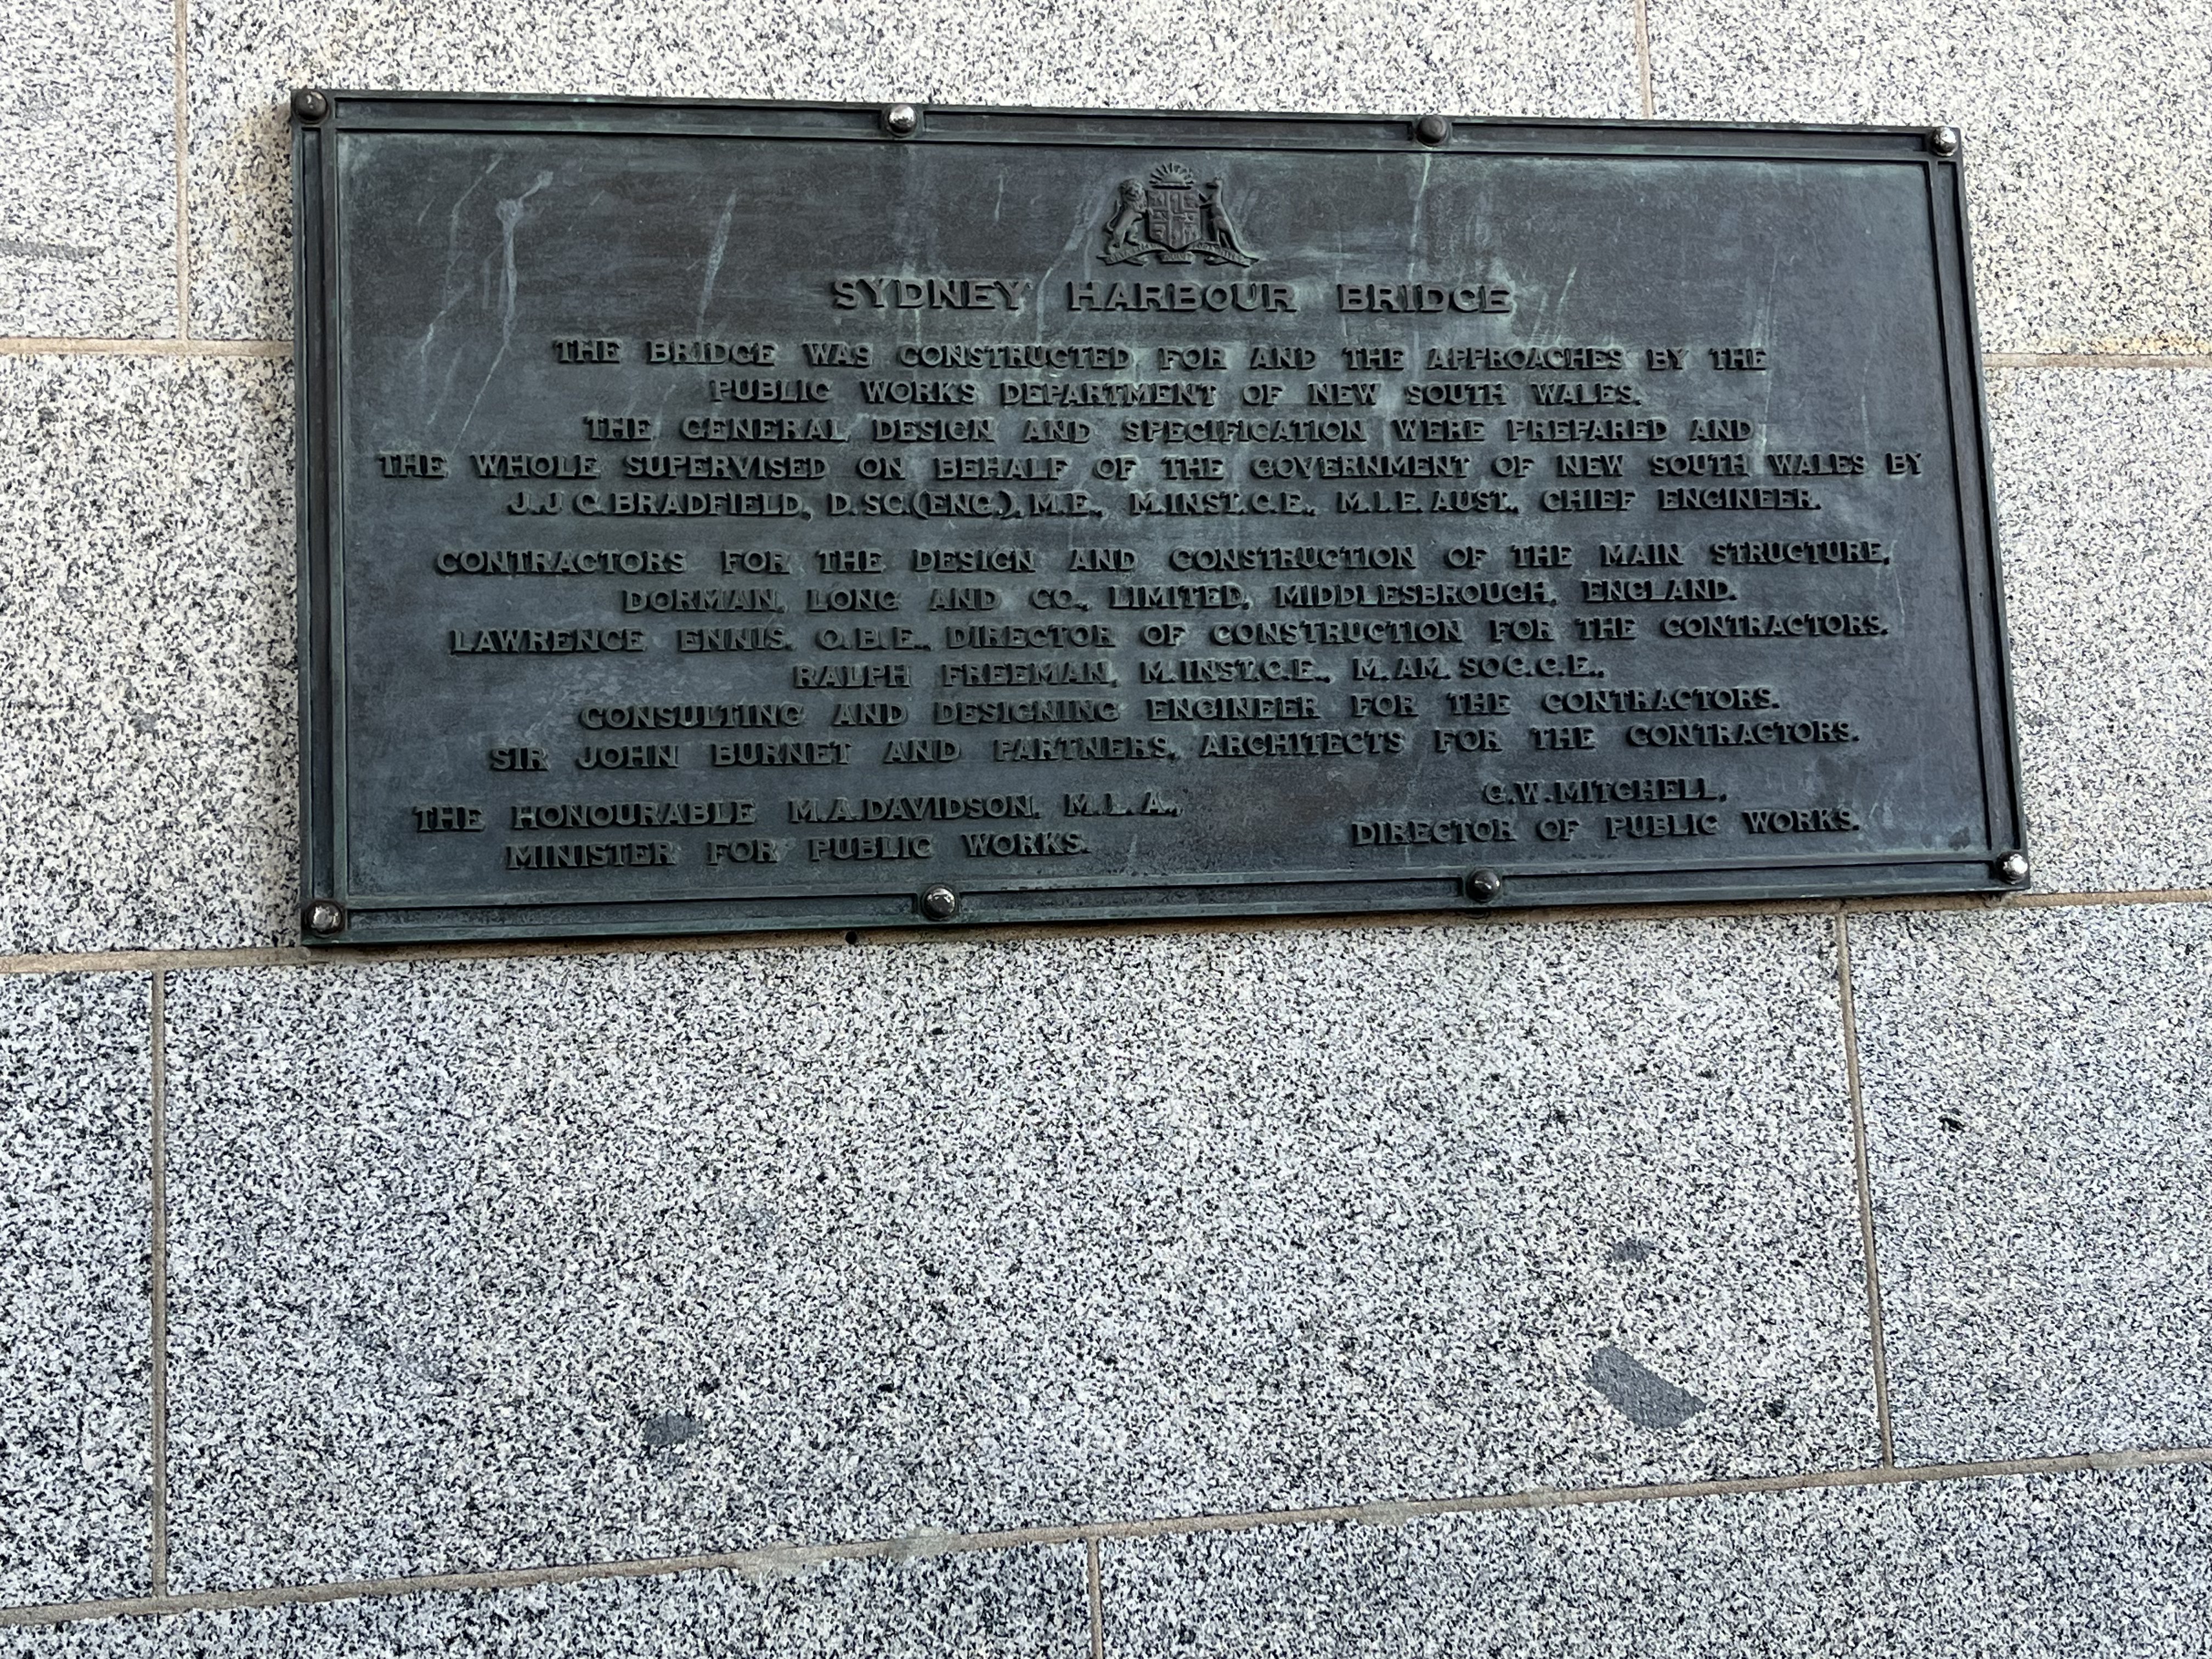 SYDNEY HARBOUR BRIDGE
THE BRIDGE WAS CONSTRUCTED FOR AND THE APPROACHES BY THE
PUBLIC WORKS DEPARTMENT OF NEW SOUTH WALES.
THE GENERAL DESIGN AND SPECIFICATION WERE PREPARED AND
THE WHOLE SUPERVISED ON BEHALF OF THE GOVERNMENT OF NEW SOUTH WALES BY
J.J C. BRADFIELD, D.SC.(ENG.), M.E., M.INST.C.E., M.I.E. AUST., CHIEF ENGINEER.
CONTRACTORS FOR THE DESIGN AND CONSTRUCTION OF THE MAIN STRUCTURE,
DORMAN, LONG AND CO., LIMITED, MIDDLESBROUGH, ENGLAND.
LAWRENCE ENNIS. O.B.E., DIRECTOR OF CONSTRUCTION FOR THE CONTRACTORS.
RALPH FREEMAN, M.INST.C.E., M.AM. SOC.C.E.,
CONSULTING AND DESIGNING ENGINEER FOR THE CONTRACTORS.
SIR JOHN BURNET AND PARTNERS, ARCHITECTS FOR THE CONTRACTORS.
THE HONOURABLE M.A.DAVIDSON, M.L.A.,
MINISTER FOR PUBLIC WORKS.
G.W.MITCHELL,
DIRECTOR OF PUBLIC WORKS.